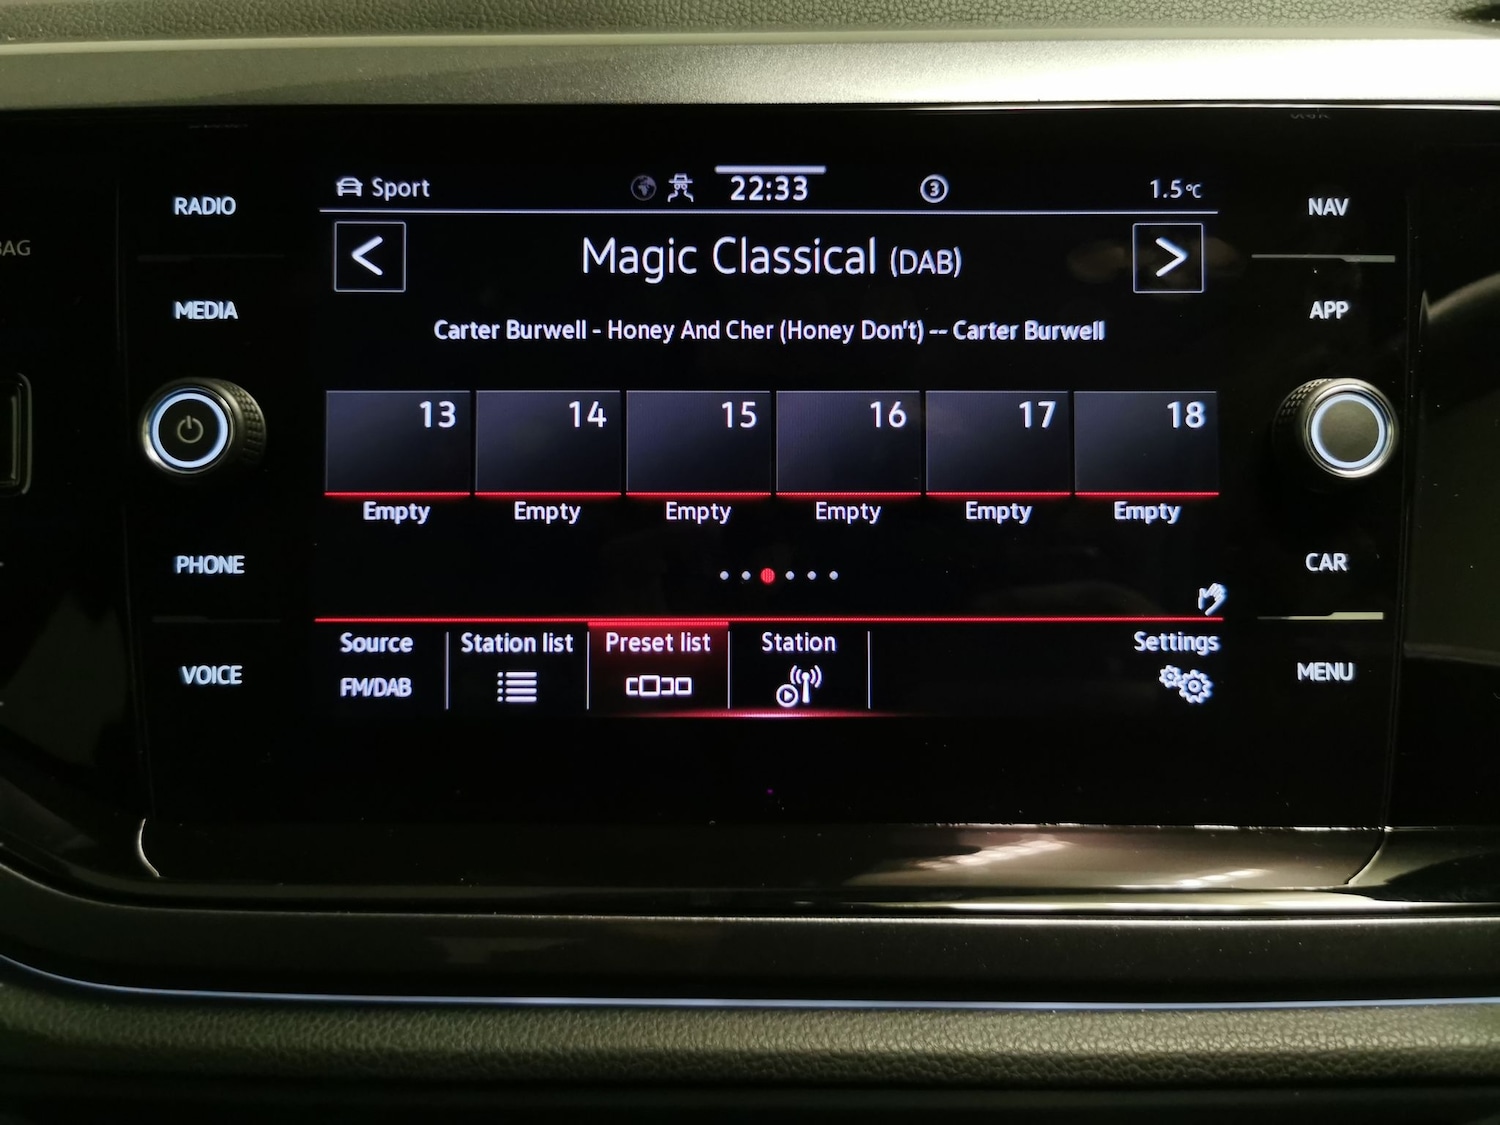 BAG
RADIO
MEDIA
PHONE
VOICE
Sport
22:33
3
1.5°C
< Magic Classical (DAB) >
Carter Burwell - Honey And Cher (Honey Don't) -- Carter Burwell
13 14 15 16 17 18
Empty Empty Empty Empty Empty Empty
Source Station list Preset list Station Settings
FM/DAB
NAV
APP
CAR
MENU